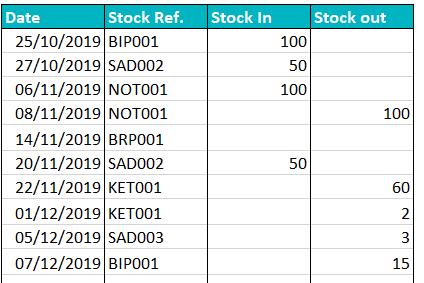 Date Stock Ref. Stock In Stock out
25/10/2019 BIP001 100
27/10/2019 SAD002 50
06/11/2019 NOT001 100
08/11/2019 NOT001 100
14/11/2019 BRP001
20/11/2019 SAD002 50
22/11/2019 KET001 60
01/12/2019 KET001 2
05/12/2019 SAD003 3
07/12/2019 BIP001 15